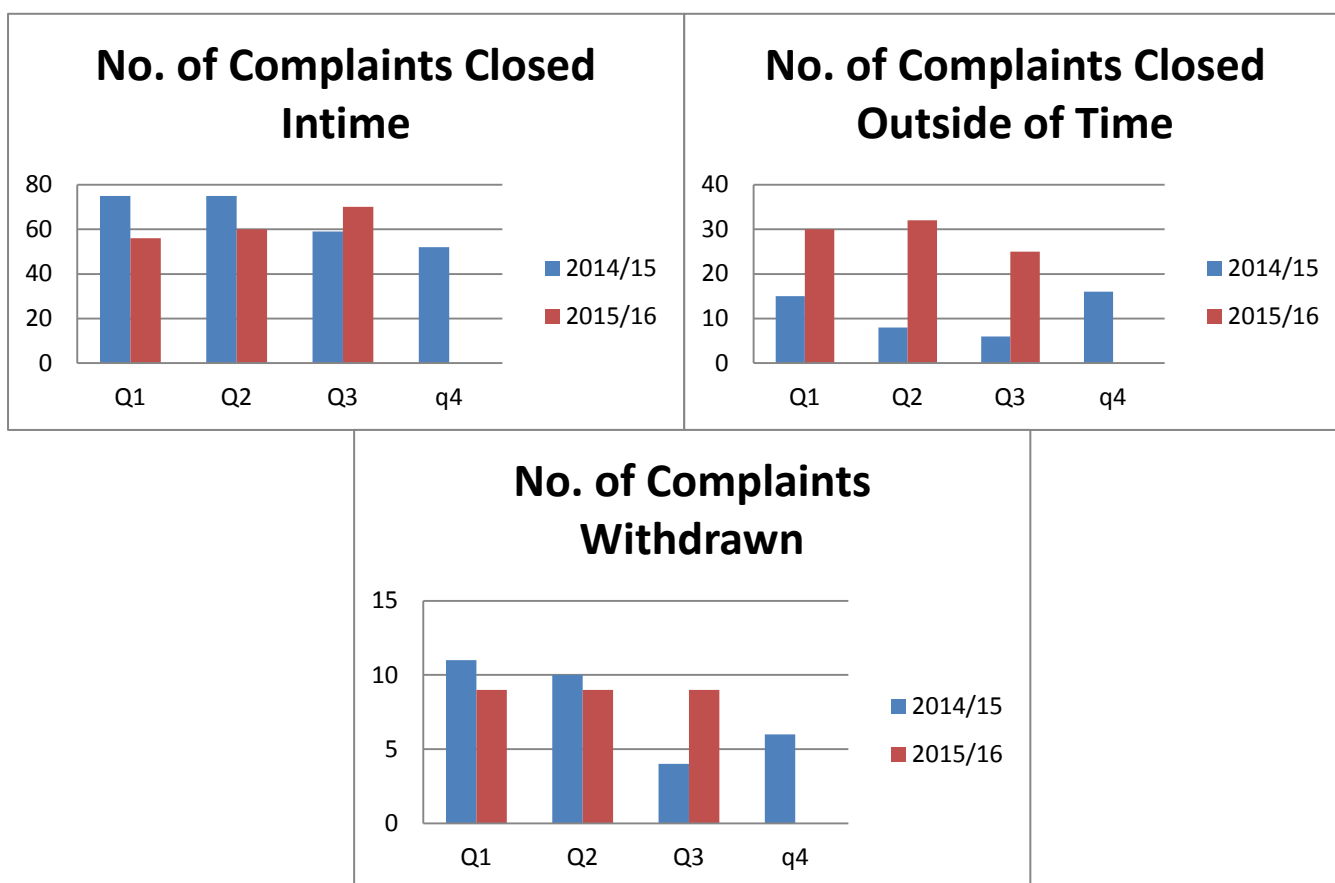 No. of Complaints Closed
Intime
80
60
40
20
0
Q1 Q2 Q3 q4
2014/15
2015/16
No. of Complaints Closed
Outside of Time
40
30
20
10
0
Q1 Q2 Q3 q4
2014/15
2015/16
No. of Complaints
Withdrawn
15
10
5
0
Q1 Q2 Q3 q4
2014/15
2015/16